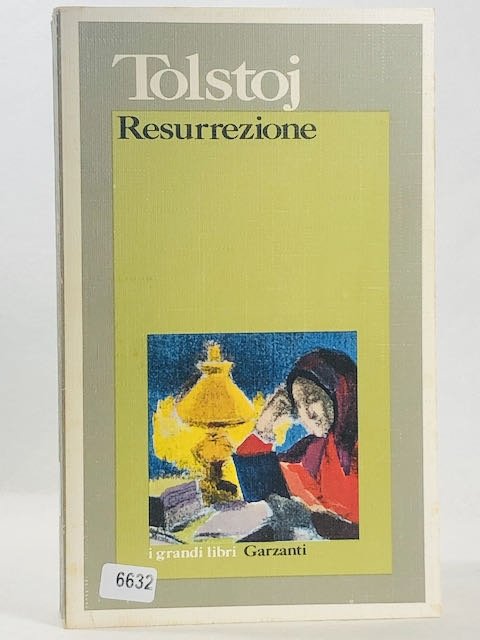 Tolstoj
Resurrezione
i grandi libri Garzanti
6632